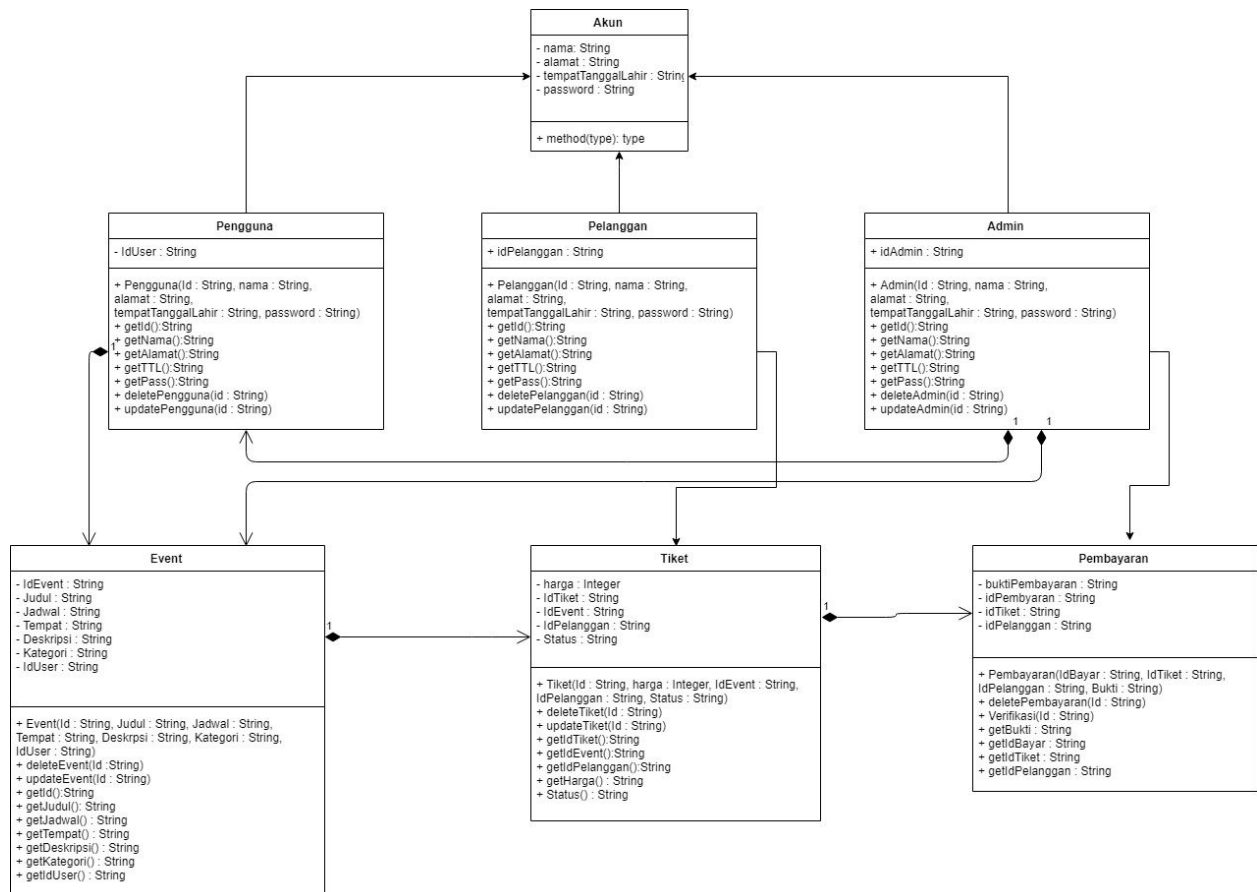 Akun
- nama: String
- alamat : String
- tempatTanggalLahir : String
- password : String
+ method(type): type
Pengguna
- IdUser : String
+ Pengguna(Id : String, nama : String,
alamat : String,
tempatTanggalLahir : String, password : String)
+ getId():String
+ getNama():String
+ getAlamat():String
+ getTTL():String
+ getPass():String
+ deletePengguna(id : String)
+ updatePengguna(id : String)
1
Pelanggan
+ idPelanggan : String
+ Pelanggan(Id : String, nama : String,
alamat : String,
tempatTanggalLahir : String, password : String)
+ getId():String
+ getNama():String
+ getAlamat():String
+ getTTL():String
+ getPass():String
+ deletePelanggan(id : String)
+ updatePelanggan(id : String)
Admin
+ idAdmin : String
+ Admin(Id : String, nama : String,
alamat : String,
tempatTanggalLahir : String, password : String)
+ getId():String
+ getNama():String
+ getAlamat():String
+ getTTL():String
+ getPass():String
+ deleteAdmin(id : String)
+ updateAdmin(id : String)
1
1
Event
- IdEvent : String
- Judul : String
- Jadwal : String
- Tempat : String
- Deskripsi : String
- Kategori : String
- IdUser : String
+ Event(Id : String, Judul : String, Jadwal : String,
Tempat : String, Deskrpsi : String, Kategori : String,
IdUser : String)
+ deleteEvent(Id :String)
+ updateEvent(Id : String)
+ getId():String
+ getJudul(): String
+ getJadwal() : String
+ getTempat() : String
+ getDeskripsi() : String
+ getKategori() : String
+ getIdUser() : String
1
Tiket
- harga : Integer
- IdTiket : String
- IdEvent : String
- IdPelanggan : String
- Status : String
+ Tiket(Id : String, harga : Integer, IdEvent : String,
IdPelanggan : String, Status : String)
+ deleteTiket(Id : String)
+ updateTiket(Id : String)
+ getIdTiket():String
+ getIdEvent():String
+ getIdPelanggan():String
+ getHarga() : String
+ Status() : String
1
Pembayaran
- buktiPembayaran : String
- idPembyaran : String
- idTiket : String
- idPelanggan : String
+ Pembayaran(IdBayar : String, IdTiket : String,
IdPelanggan : String, Bukti : String)
+ deletePembayaran(Id : String)
+ Verifikasi(Id : String)
+ getBukti : String
+ getIdBayar : String
+ getIdTiket : String
+ getIdPelanggan : String